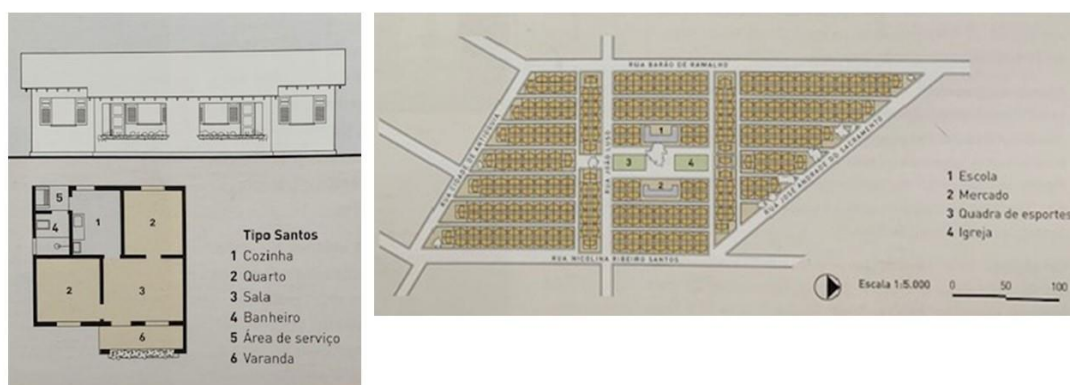 5
4
1
2
2
3
6
Tipo Santos
1 Cozinha
2 Quarto
3 Sala
4 Banheiro
5 Área de serviço
6 Varanda
RUA BARÃO DE RAMALHO
RUA CIDADE DE ANTIOQUIA
RUA JOÃO LUSO
RUA JOSÉ ANDRADE DO SACRAMENTO
RUA NICOLINA RIBEIRO SANTOS
1
3
4
2
1 Escola
2 Mercado
3 Quadra de esportes
4 Igreja
Escala 1:5.000
0 50 100